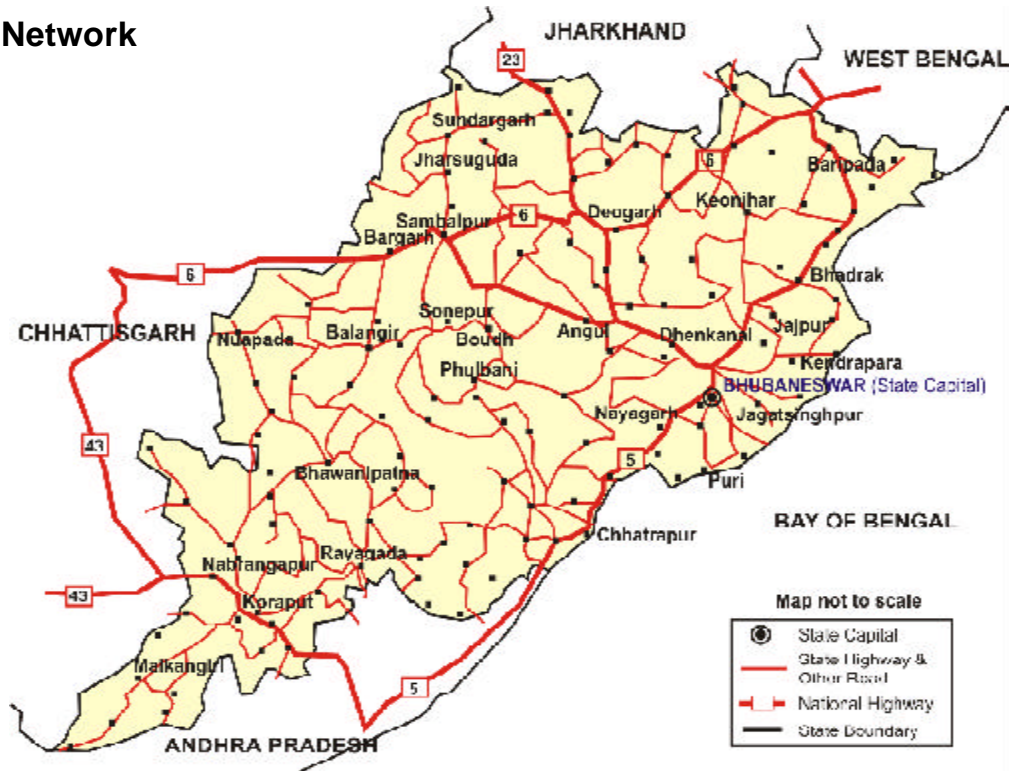 Network
JHARKHAND
23
WEST BENGAL
Sundargarh
Jharsuguda
6
Baripada
Keonjhar
Sambalpur
6
Deogarh
Bargarh
6
Bhadrak
CHHATTISGARH
Sonepur
Nuapada
Balangir
Boudh
Angul
Dhenkanal
Jajpur
Kendrapara
Phulbani
BHUBANESWAR (State Capital)
Nayagarh
Jagatsinghpur
43
5
Bhawanipatna
Puri
BAY OF BENGAL
Chhatrapur
Rayagada
Nabrangapur
43
Koraput
Map not to scale
State Capital
State Highway &
Other Road
National Highway
State Boundary
Malkangiri
5
ANDHRA PRADESH